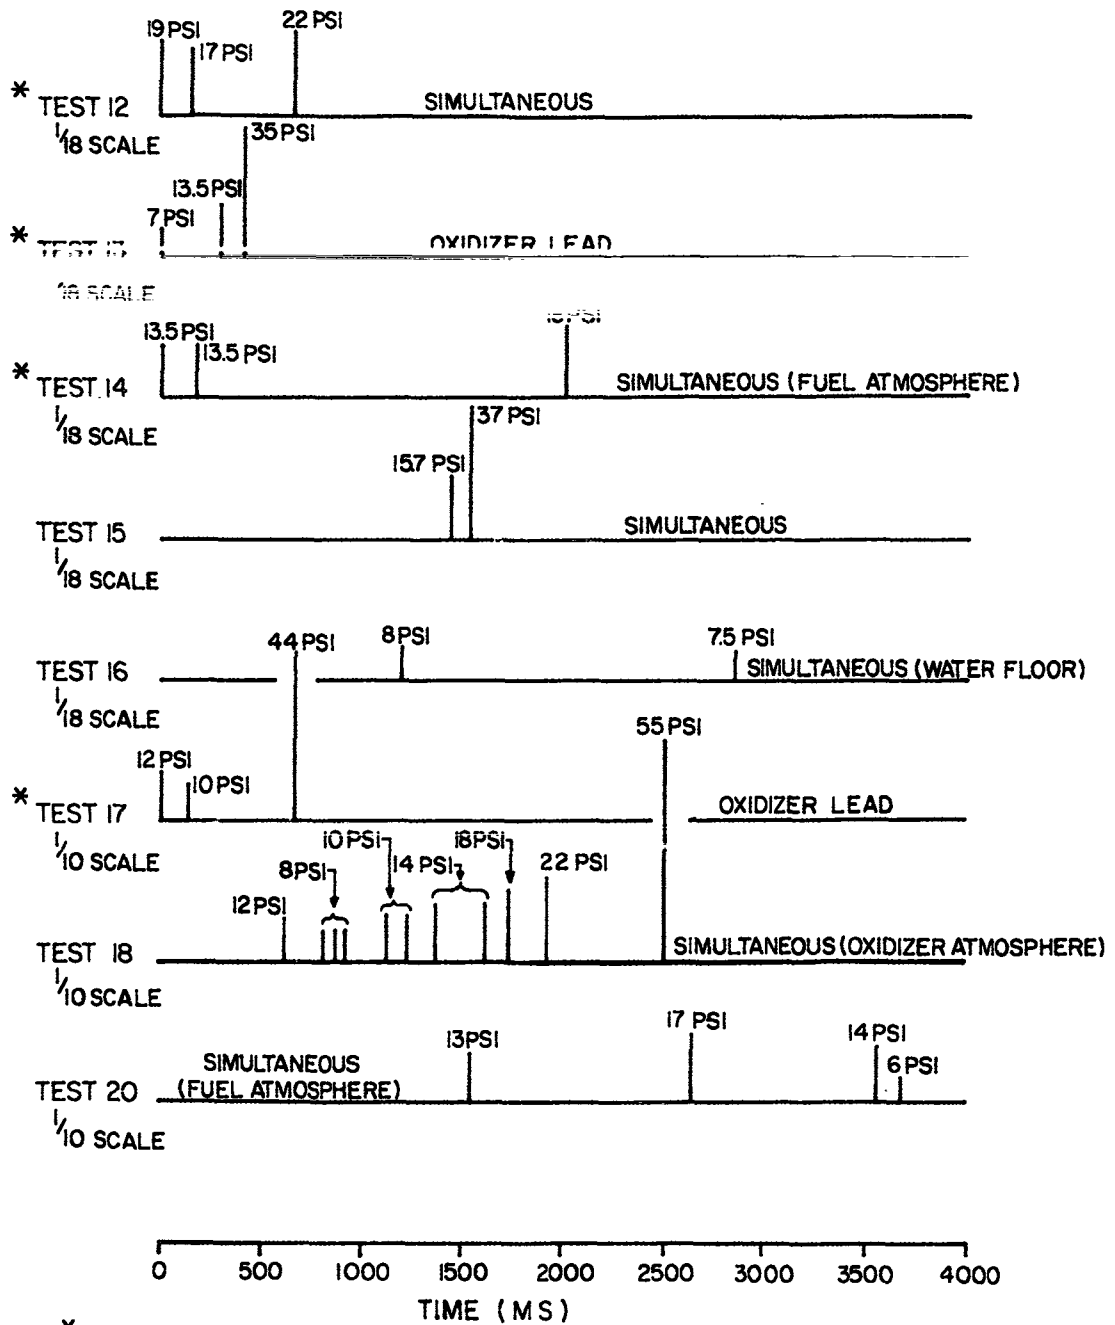 19 PSI
17 PSI
22 PSI
* TEST 12
1/18 SCALE
SIMULTANEOUS
35 PSI
13.5 PSI
7 PSI
* TEST 13
OXIDIZER LEAD
1/18 SCALE
13.5 PSI
13.5 PSI
PSI
* TEST 14
1/18 SCALE
SIMULTANEOUS (FUEL ATMOSPHERE)
37 PSI
15.7 PSI
TEST 15
1/18 SCALE
SIMULTANEOUS
44 PSI
8 PSI
7.5 PSI
TEST 16
1/18 SCALE
SIMULTANEOUS (WATER FLOOR)
55 PSI
12 PSI
10 PSI
* TEST 17
1/10 SCALE
OXIDIZER LEAD
12 PSI
8 PSI
10 PSI
14 PSI
18 PSI
22 PSI
TEST 18
1/10 SCALE
SIMULTANEOUS (OXIDIZER ATMOSPHERE)
SIMULTANEOUS
(FUEL ATMOSPHERE)
13 PSI
17 PSI
14 PSI
6 PSI
TEST 20
1/10 SCALE
0 500 1000 1500 2000 2500 3000 3500 4000
TIME (MS)